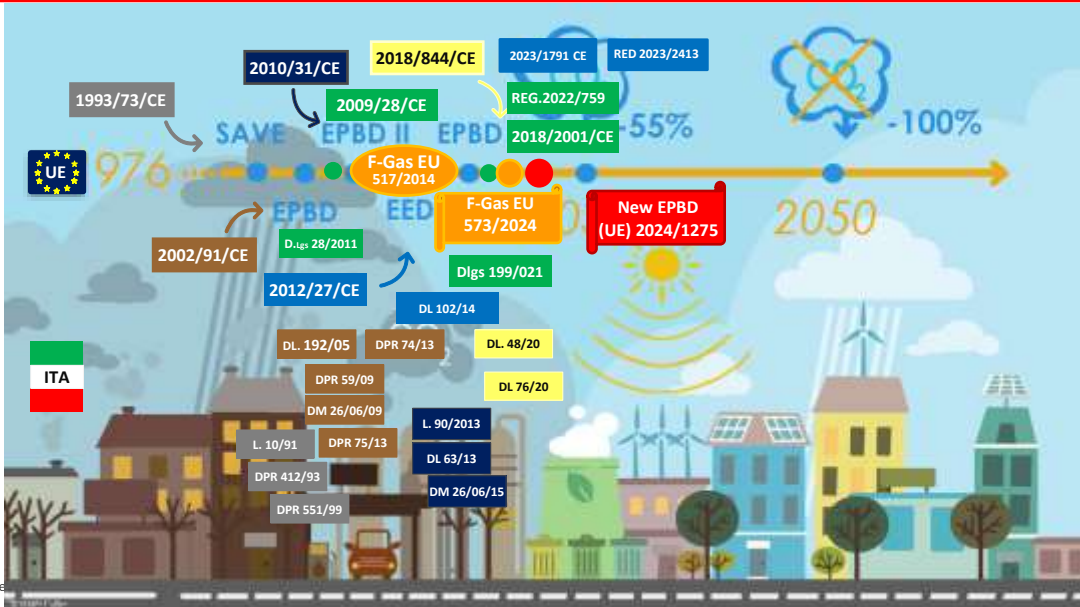 2010/31/CE
2018/844/CE
2023/1791 CE
RED 2023/2413
1993/73/CE
2009/28/CE
REG.2022/759
SAVE
EPBD II
EPBD
2018/2001/CE
-55%
-100%
UE
976
F-Gas EU
517/2014
EPBD
EED
F-Gas EU
573/2024
New EPBD
(UE) 2024/1275
2050
2002/91/CE
D.Lgs 28/2011
Dlgs 199/021
2012/27/CE
DL 102/14
DL. 192/05
DPR 74/13
DL. 48/20
ITA
DPR 59/09
DL 76/20
DM 26/06/09
L. 90/2013
L. 10/91
DPR 75/13
DL 63/13
DPR 412/93
DM 26/06/15
DPR 551/99